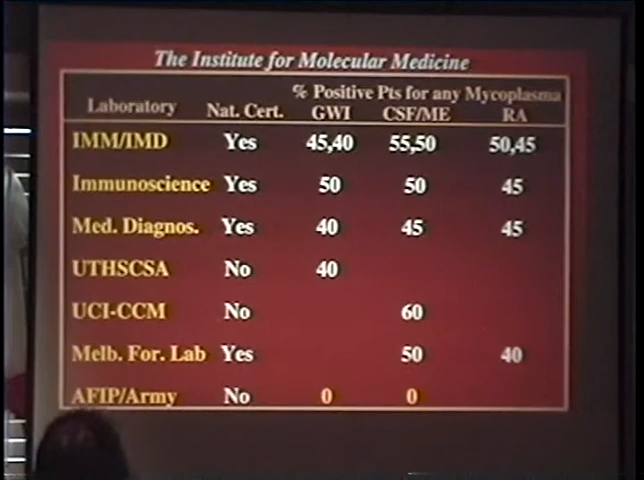 The Institute for Molecular Medicine
% Positive Pts for any Mycoplasma
Laboratory Nat. Cert. GWI CSF/ME RA
IMM/IMD Yes 45,40 55,50 50,45
Immunoscience Yes 50 50 45
Med. Diagnos. Yes 40 45 45
UTHSCSA No 40
UCI-CCM No 60
Melb. For. Lab Yes 50 40
AFIP/Army No 0 0